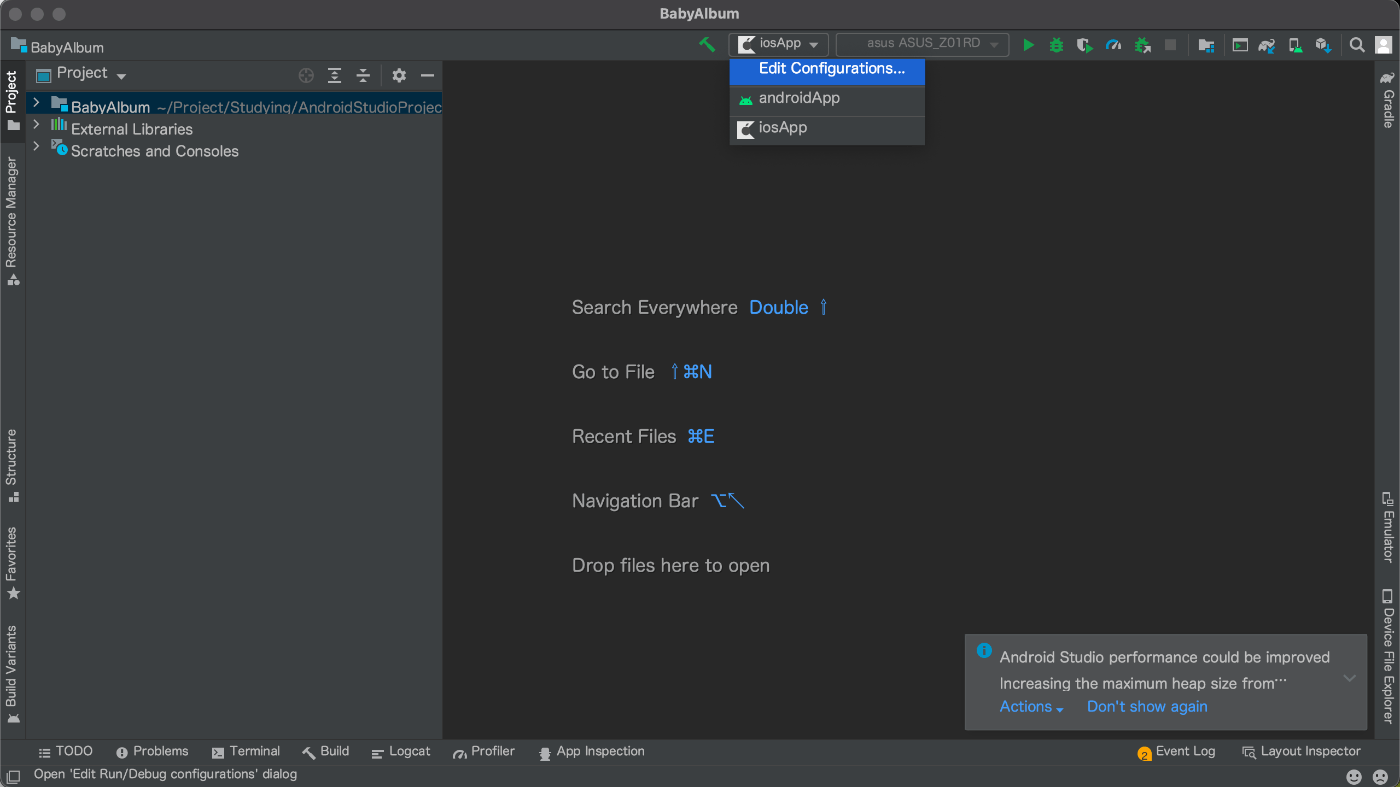 BabyAlbum
BabyAlbum
iosApp
asus ASUS_Z01RD
Project
Edit Configurations...
androidApp
iosApp
BabyAlbum ~/Project/Studying/AndroidStudioProjec
External Libraries
Scratches and Consoles
Project
Resource Manager
Structure
Favorites
Build Variants
Gradle
Emulator
Device File Explorer
Search Everywhere Double ⇧
Go to File ⇧⌘N
Recent Files ⌘E
Navigation Bar ⌥↖
Drop files here to open
Android Studio performance could be improved
Increasing the maximum heap size from⋯
Actions Don't show again
TODO Problems Terminal Build Logcat Profiler App Inspection 2 Event Log Layout Inspector
Open 'Edit Run/Debug configurations' dialog